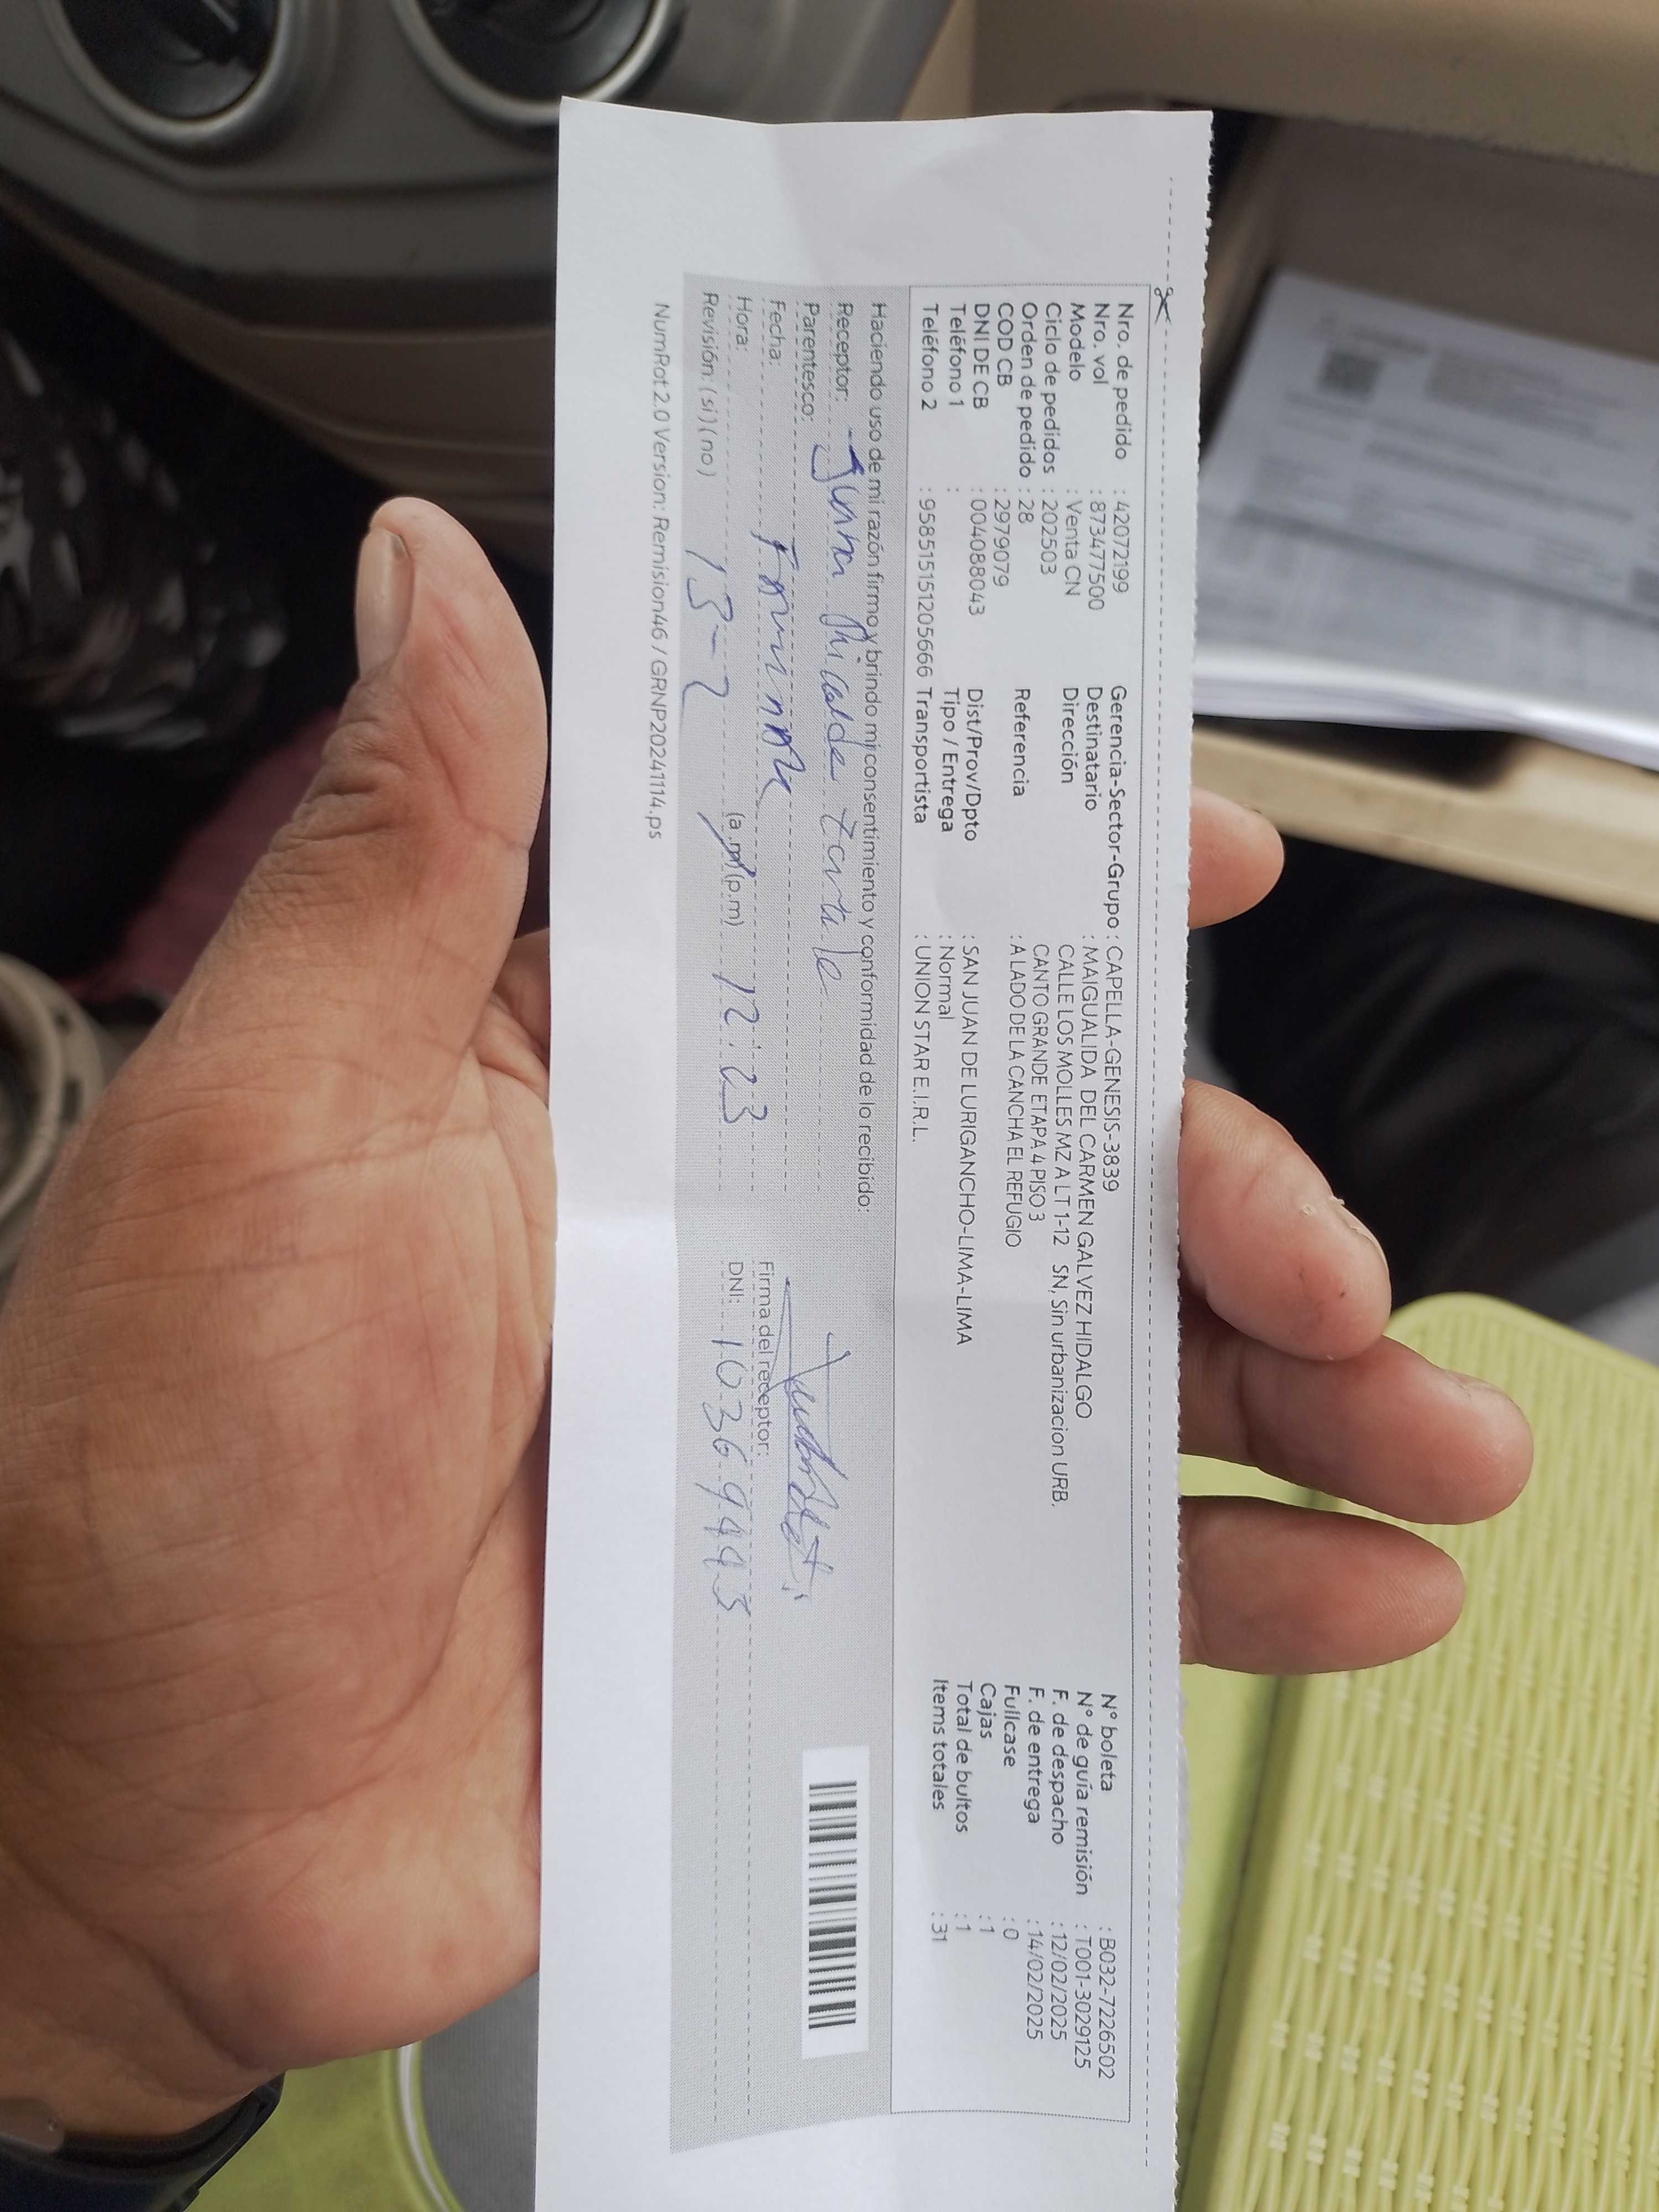 Nro. de pedido : 42072199 Gerencia-Sector-Grupo : CAPELLA-GENESIS-3839 N° boleta : B032-7226502
Nro. vol : 873477500 Destinatario : MAIGUALIDA DEL CARMEN GALVEZ HIDALGO N° de guía remisión : T001-3029125
Modelo : Venta CN Dirección CALLE LOS MOLLES MZ A LT 1-12 SN, Sin urbanizacion URB. F. de despacho : 12/02/2025
Ciclo de pedidos : 202503 CANTO GRANDE ETAPA 4 PISO 3 F. de entrega : 14/02/2025
Orden de pedido : 28 Referencia : A LADO DE LA CANCHA EL REFUGIO Fullcase : 0
COD CB : 2979079 Cajas : 1
DNI DE CB : 004088043 Dist/Prov/Dpto : SAN JUAN DE LURIGANCHO-LIMA-LIMA Total de bultos : 1
Teléfono 1 : Tipo / Entrega : Normal Items totales : 31
Teléfono 2 : 9585151512056​66 Transportista : UNION STAR E.I.R.L.
Haciendo uso de mi razón firmo y brindo mi consentimiento y conformidad de lo recibido:
Receptor: Juna
Parentesco:
Fecha:
Firma del receptor:
Hora: (a.m)(p.m) 12:23 DNI: 10369443
Revisión: (si)(no) 13-2
NumRot 2.0 Version: Remision46 / GRNP20241114.ps